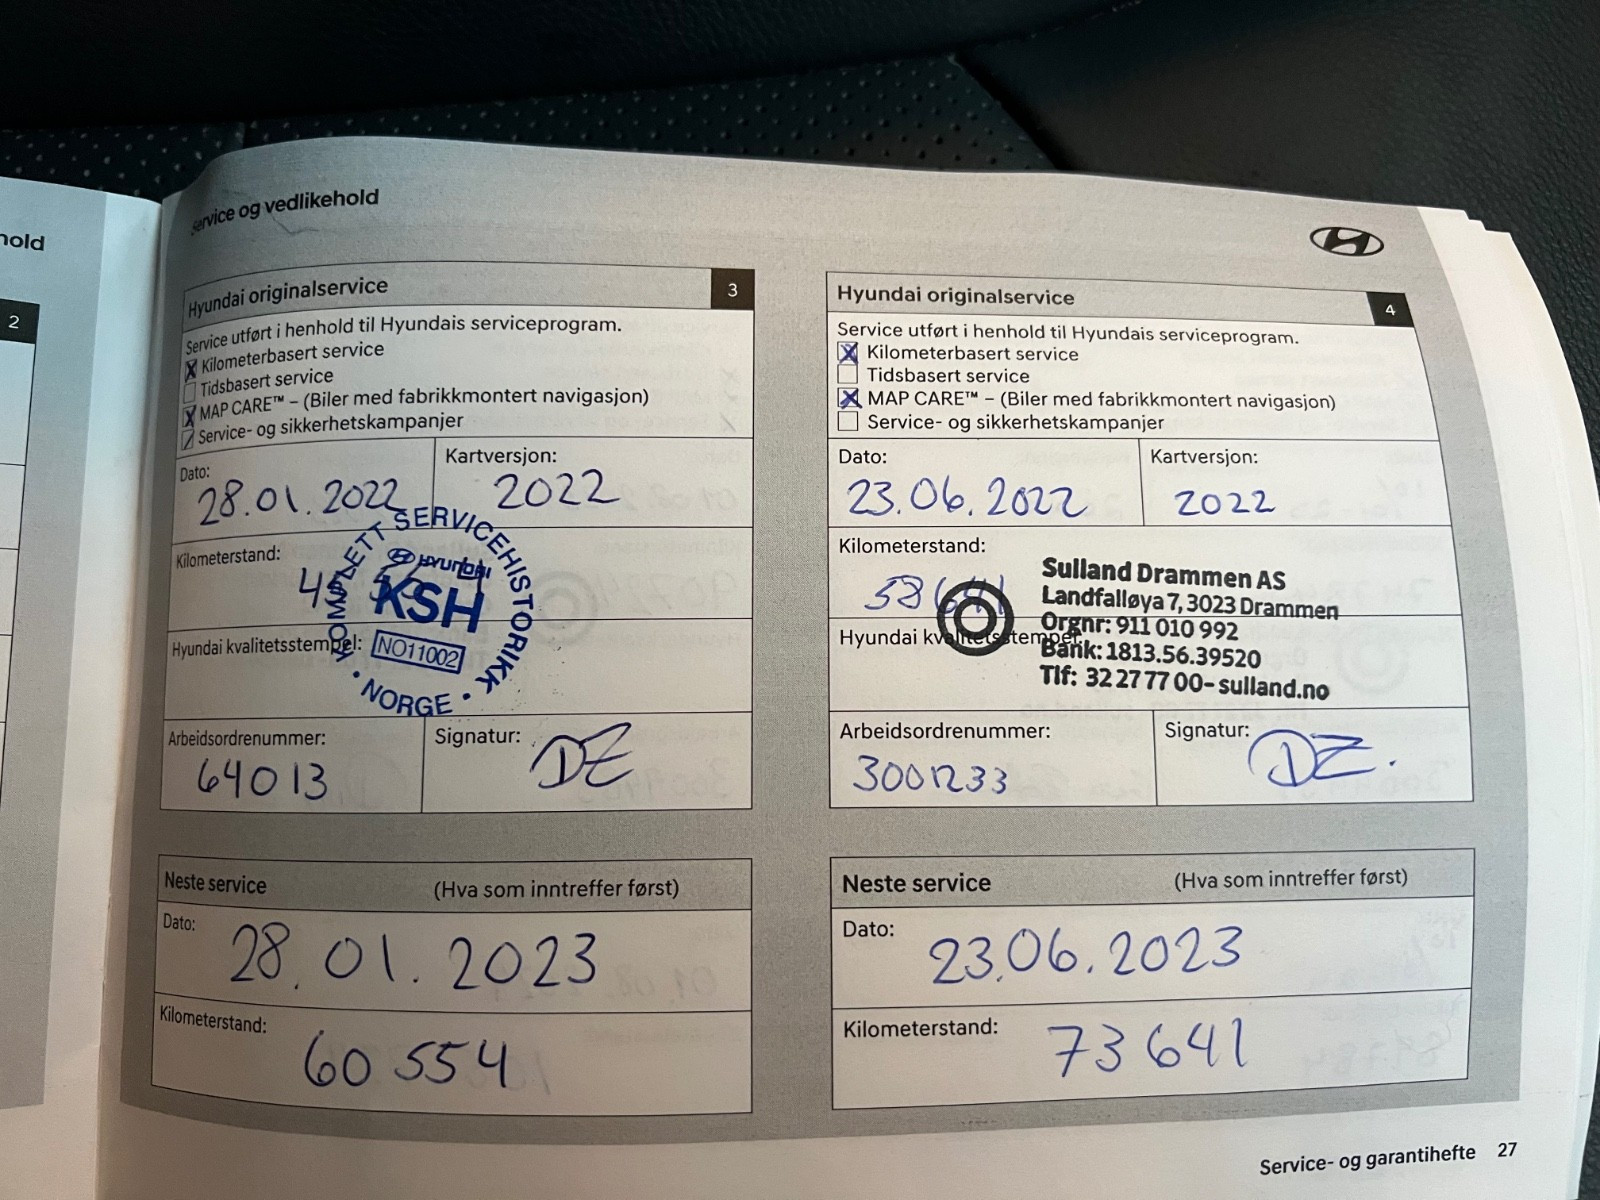 hold
2
Service og vedlikehold
Hyundai originalservice 3
Service utført i henhold til Hyundais serviceprogram.
Kilometerbasert service
Tidsbasert service
MAP CARE™ – (Biler med fabrikkmontert navigasjon)
Service- og sikkerhetskampanjer
Dato: Kartversjon:
28.01.2022 2022
Kilometerstand:
KOMPLETT SERVICEHISTORIKK
HYUNDAI
KSH
NO11002
• NORGE •
Hyundai kvalitetsstempel:
Arbeidsordrenummer: Signatur:
64013 DZ
Neste service (Hva som inntreffer først)
Dato:
28.01.2023
Kilometerstand:
60 554
Hyundai originalservice 4
Service utført i henhold til Hyundais serviceprogram.
Kilometerbasert service
Tidsbasert service
MAP CARE™ – (Biler med fabrikkmontert navigasjon)
Service- og sikkerhetskampanjer
Dato: Kartversjon:
23.06.2022 2022
Kilometerstand:
58641
Sulland Drammen AS
Landfalløya 7, 3023 Drammen
Orgnr: 911 010 992
Bank: 1813.56.39520
Tlf: 32 27 77 00- sulland.no
Hyundai kvalitetsstempel:
Arbeidsordrenummer: Signatur:
3001233 DZ.
Neste service (Hva som inntreffer først)
Dato:
23.06.2023
Kilometerstand:
73 641
Service- og garantihefte 27